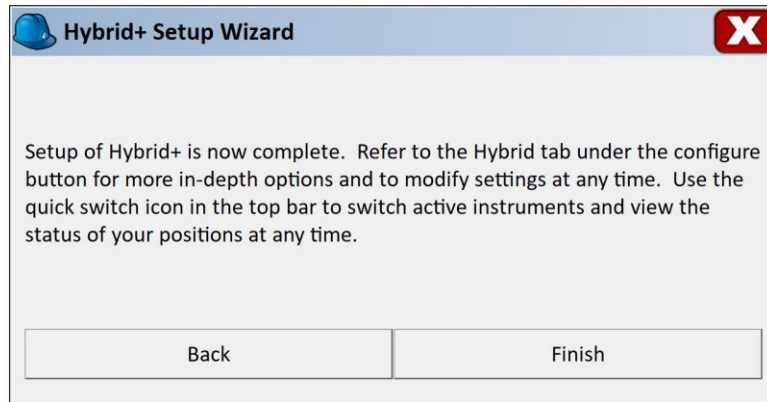 Hybrid+ Setup Wizard
X
Setup of Hybrid+ is now complete.  Refer to the Hybrid tab under the configure
button for more in-depth options and to modify settings at any time.  Use the
quick switch icon in the top bar to switch active instruments and view the
status of your positions at any time.
Back
Finish